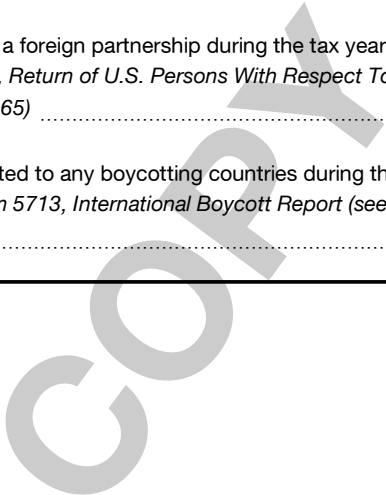 a foreign partnership during the tax year
, Return of U.S. Persons With Respect To
65)
ted to any boycotting countries during th
5713, International Boycott Report (see
COPY